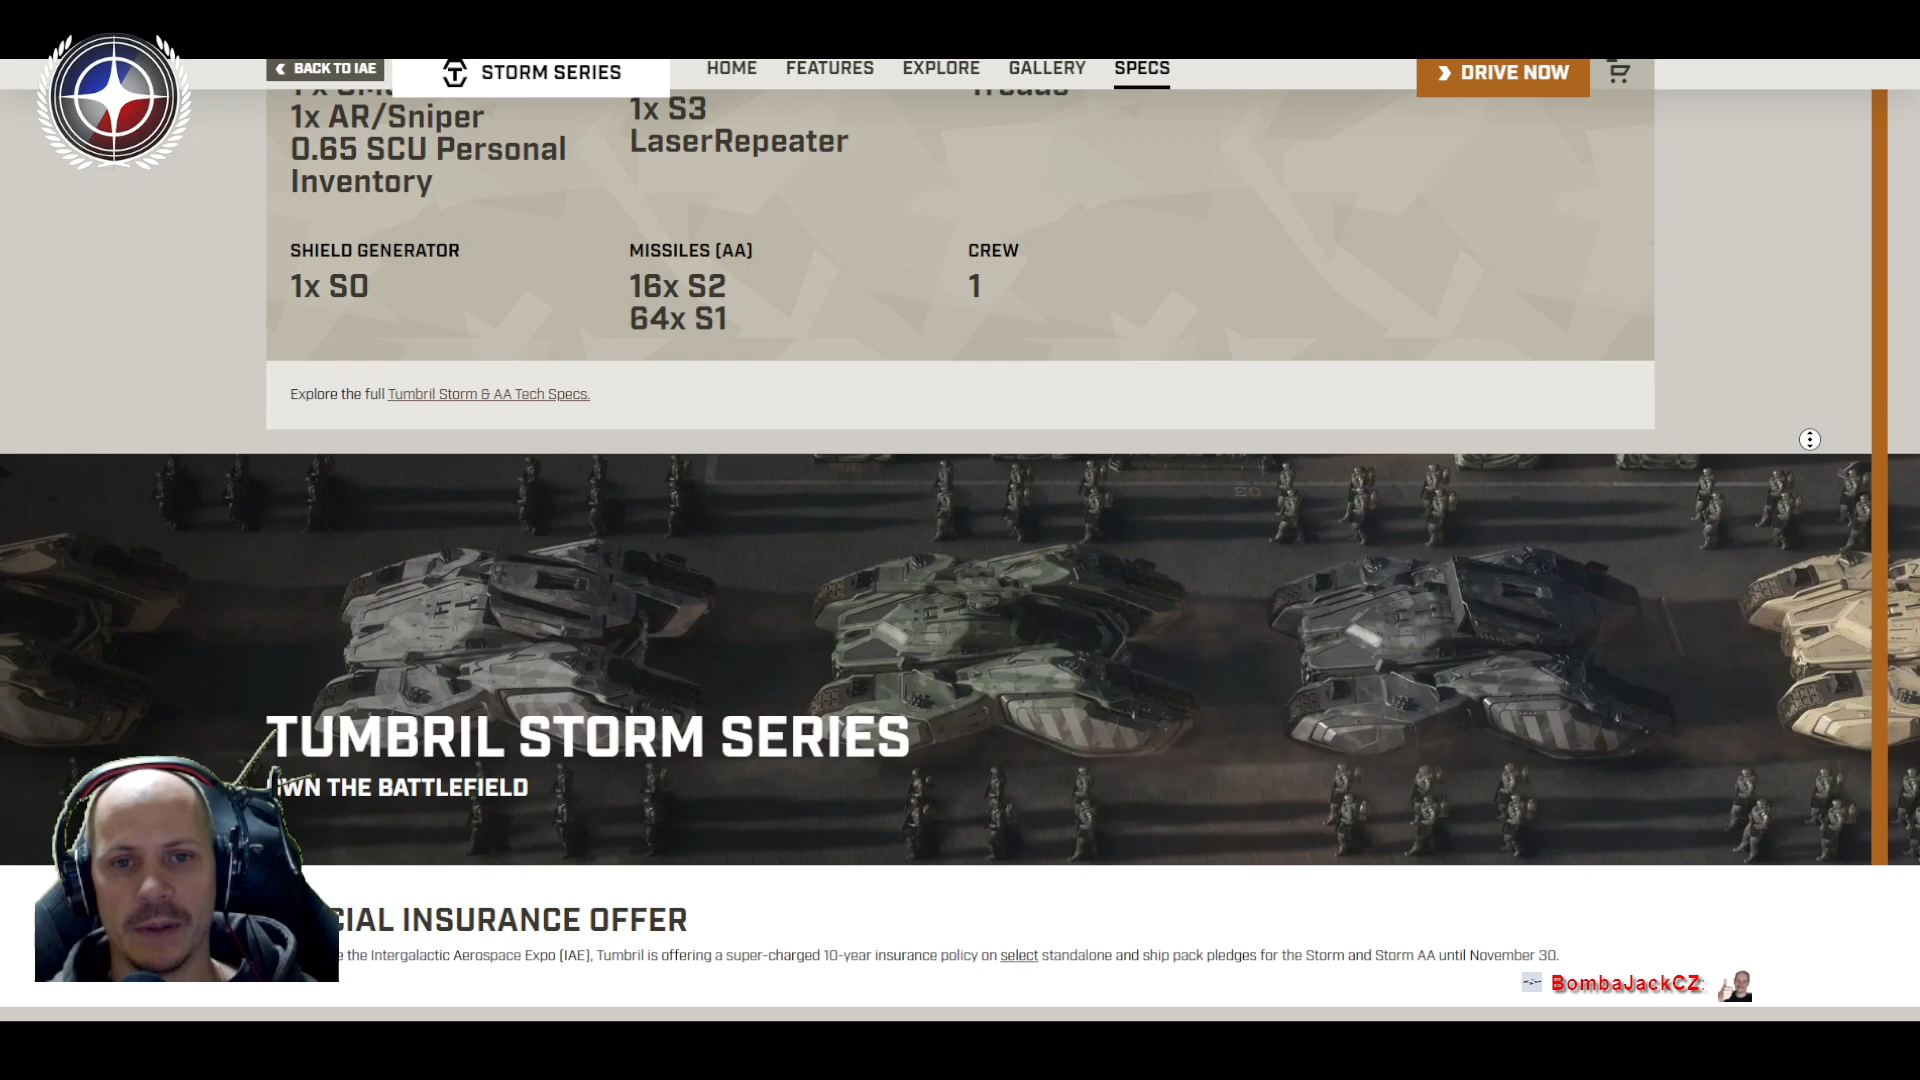 BACK TO IAE
STORM SERIES
HOME
FEATURES
EXPLORE
GALLERY
SPECS
DRIVE NOW
1x AR/Sniper
0.65 SCU Personal
Inventory
1x S3
LaserRepeater
SHIELD GENERATOR
1x S0
MISSILES (AA)
16x S2
64x S1
CREW
1
Explore the full Tumbril Storm & AA Tech Specs.
TUMBRIL STORM SERIES
WN THE BATTLEFIELD
CIAL INSURANCE OFFER
e the Intergalactic Aerospace Expo (IAE), Tumbril is offering a super-charged 10-year insurance policy on select standalone and ship pack pledges for the Storm and Storm AA until November 30.
BombaJackCZ: